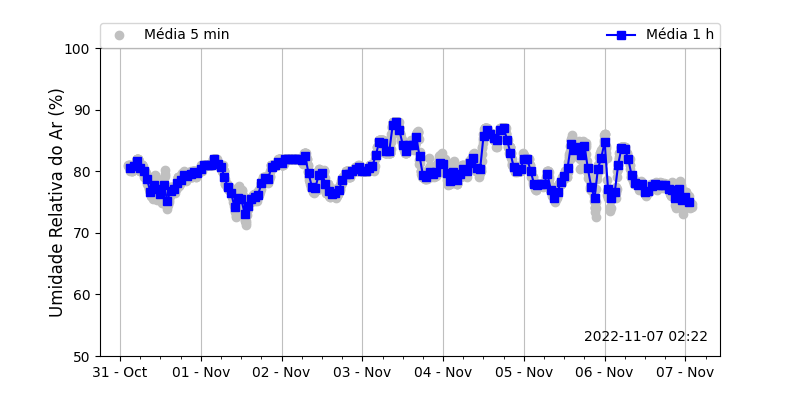 Média 5 min
Média 1 h
Umidade Relativa do Ar (%)
100
90
80
70
60
50
2022-11-07 02:22
31 - Oct
01 - Nov
02 - Nov
03 - Nov
04 - Nov
05 - Nov
06 - Nov
07 - Nov